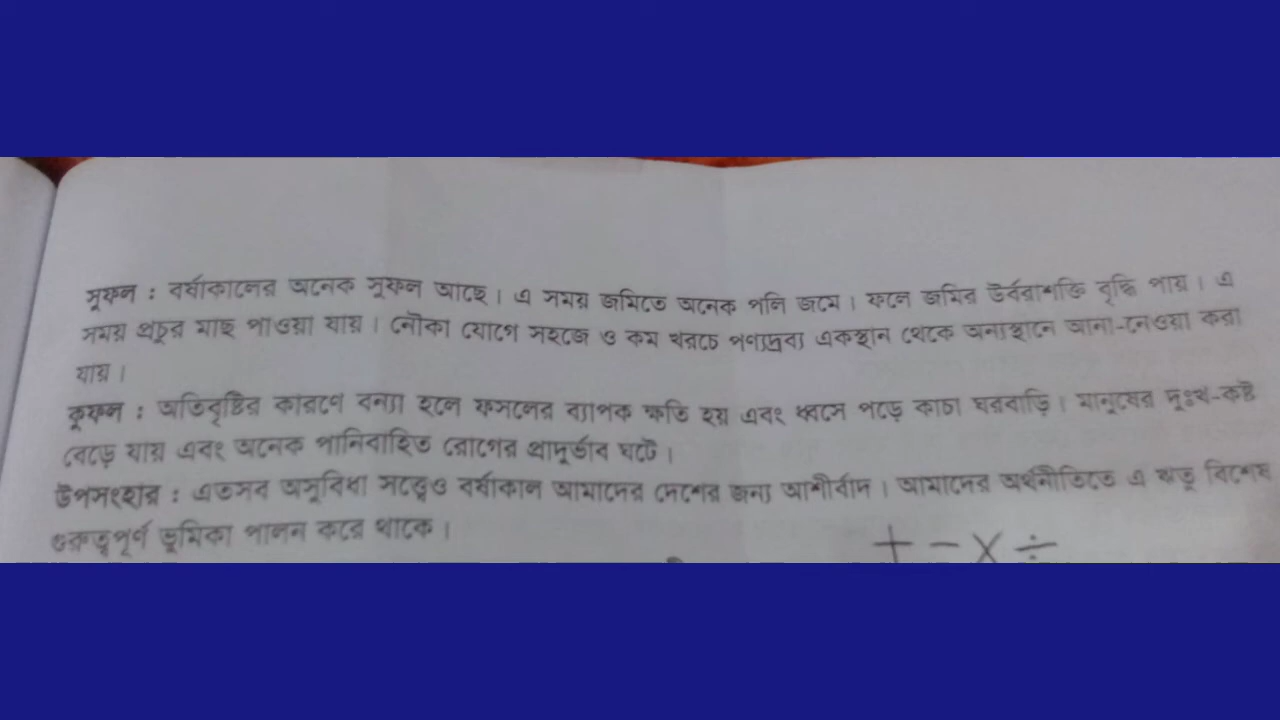 সুফল : বর্ষাকালের অনেক সুফল আছে। এ সময় জমিতে অনেক পলি জমে। ফলে জমির উর্বরাশক্তি বৃদ্ধি পায়। এ
সময় প্রচুর মাছ পাওয়া যায়। নৌকা যোগে সহজে ও কম খরচে পণ্যদ্রব্য একস্থান থেকে অন্যস্থানে আনা-নেওয়া করা
যায়।
কুফল : অতিবৃষ্টির কারণে বন্যা হলে ফসলের ব্যাপক ক্ষতি হয় এবং ধ্বসে পড়ে কাচা ঘরবাড়ি। মানুষের দুঃখ-কষ্ট
বেড়ে যায় এবং অনেক পানিবাহিত রোগের প্রাদুর্ভাব ঘটে।
উপসংহার : এতসব অসুবিধা সত্ত্বেও বর্ষাকাল আমাদের দেশের জন্য আশীর্বাদ। আমাদের অর্থনীতিতে এ ঋতু বিশেষ
গুরুত্বপূর্ণ ভূমিকা পালন করে থাকে।
+ − × ÷